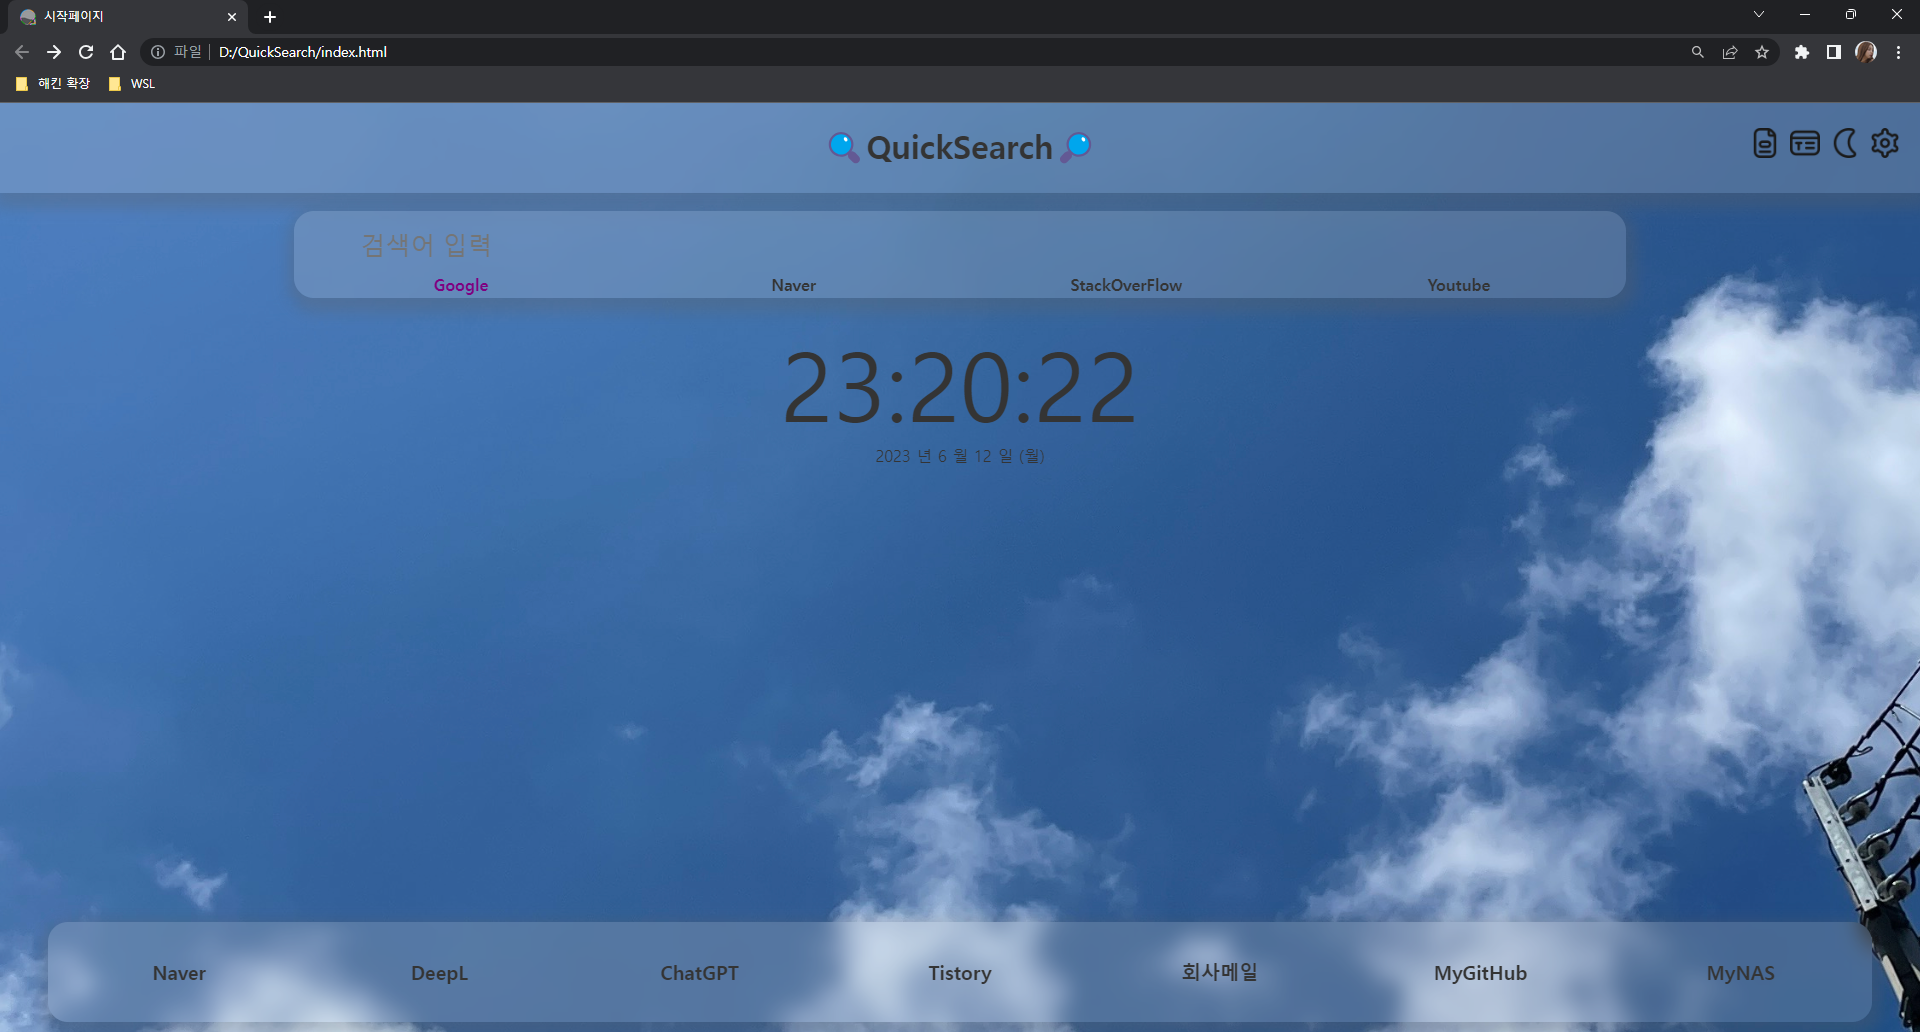 시작페이지
파일 D:/QuickSearch/index.html
해킨 확장 WSL
QuickSearch
검색어 입력
Google Naver StackOverFlow Youtube
23:20:22
2023 년 6 월 12 일 (월)
Naver DeepL ChatGPT Tistory 회사메일 MyGitHub MyNAS